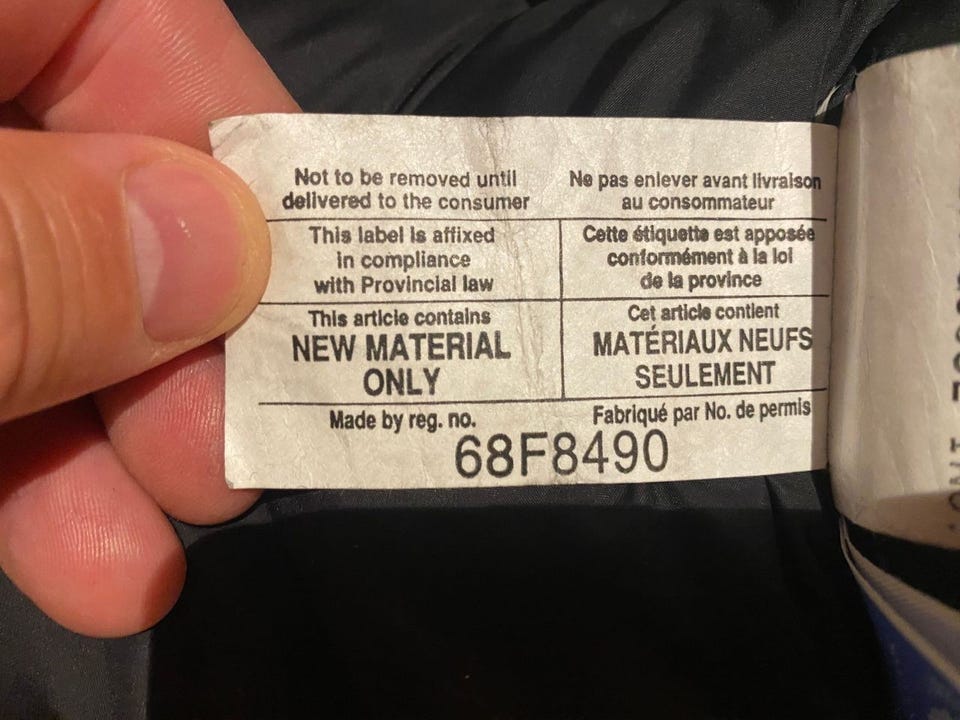 Not to be removed until
delivered to the consumer
Ne pas enlever avant livraison
au consommateur
This label is affixed
in compliance
with Provincial law
Cette étiquette est apposée
conformément à la loi
de la province
This article contains
NEW MATERIAL
ONLY
Cet article contient
MATÉRIAUX NEUFS
SEULEMENT
Made by reg. no.
Fabriqué par No. de permis
68F8490